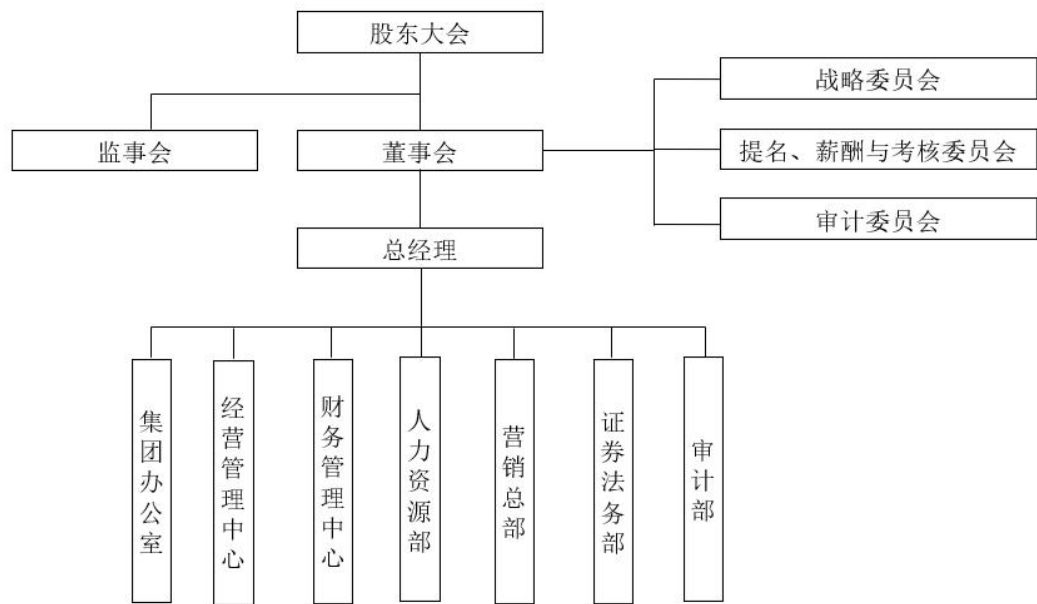 股东大会
战略委员会
监事会
董事会
提名、薪酬与考核委员会
审计委员会
总经理
集团办公室
经营管理中心
财务管理中心
人力资源部
营销总部
证券法务部
审计部